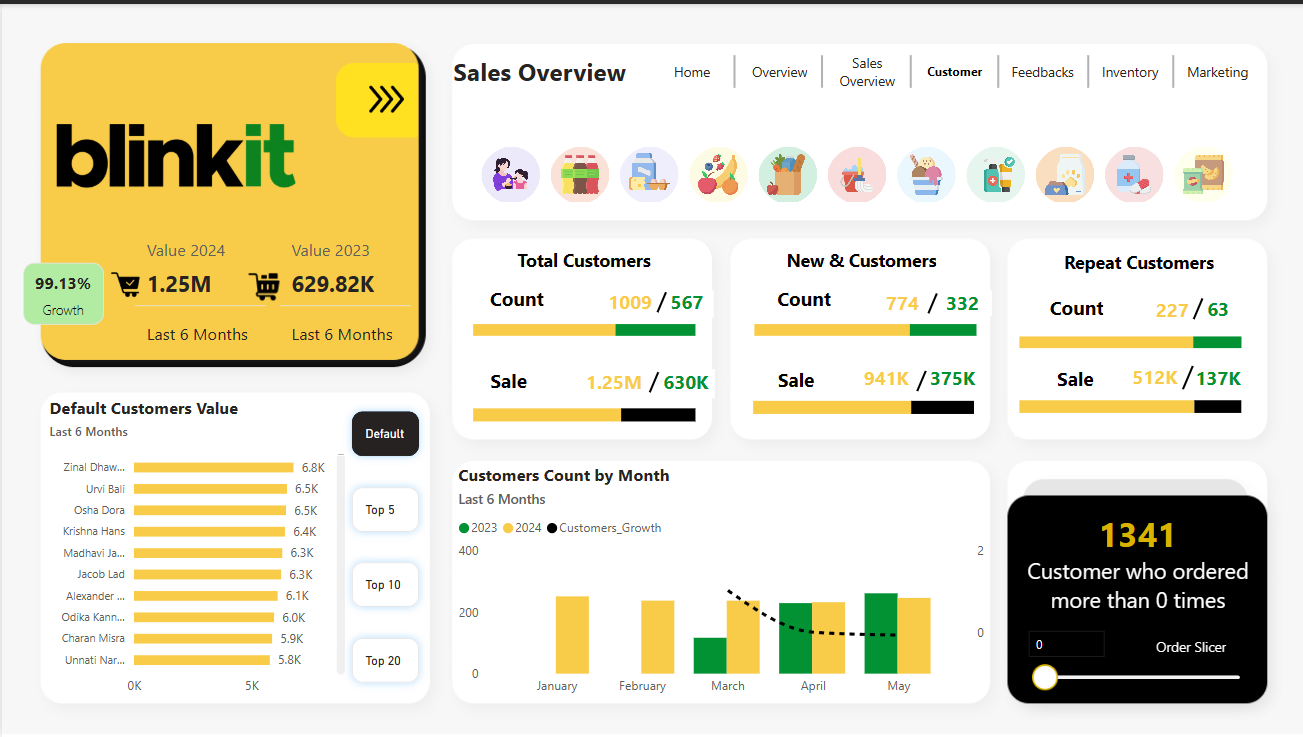 blinkit
Value 2024
Value 2023
1.25M
629.82K
99.13%
Growth
Last 6 Months
Last 6 Months
Sales Overview
Home
Overview
Sales
Overview
Customer
Feedbacks
Inventory
Marketing
Total Customers
Count
1009 / 567
Sale
1.25M / 630K
New & Customers
Count
774 / 332
Sale
941K / 375K
Repeat Customers
Count
227 / 63
Sale
512K / 137K
Default Customers Value
Last 6 Months
Zinal Dhaw... 6.8K
Urvi Bali 6.5K
Osha Dora 6.5K
Krishna Hans 6.4K
Madhavi Ja... 6.3K
Jacob Lad 6.3K
Alexander ... 6.1K
Odika Kann... 6.0K
Charan Misra 5.9K
Unnati Nar... 5.8K
0K 5K
Default
Top 5
Top 10
Top 20
Customers Count by Month
Last 6 Months
2023 2024 Customers_Growth
400 2
200 0
0
January February March April May
1341
Customer who ordered
more than 0 times
0
Order Slicer